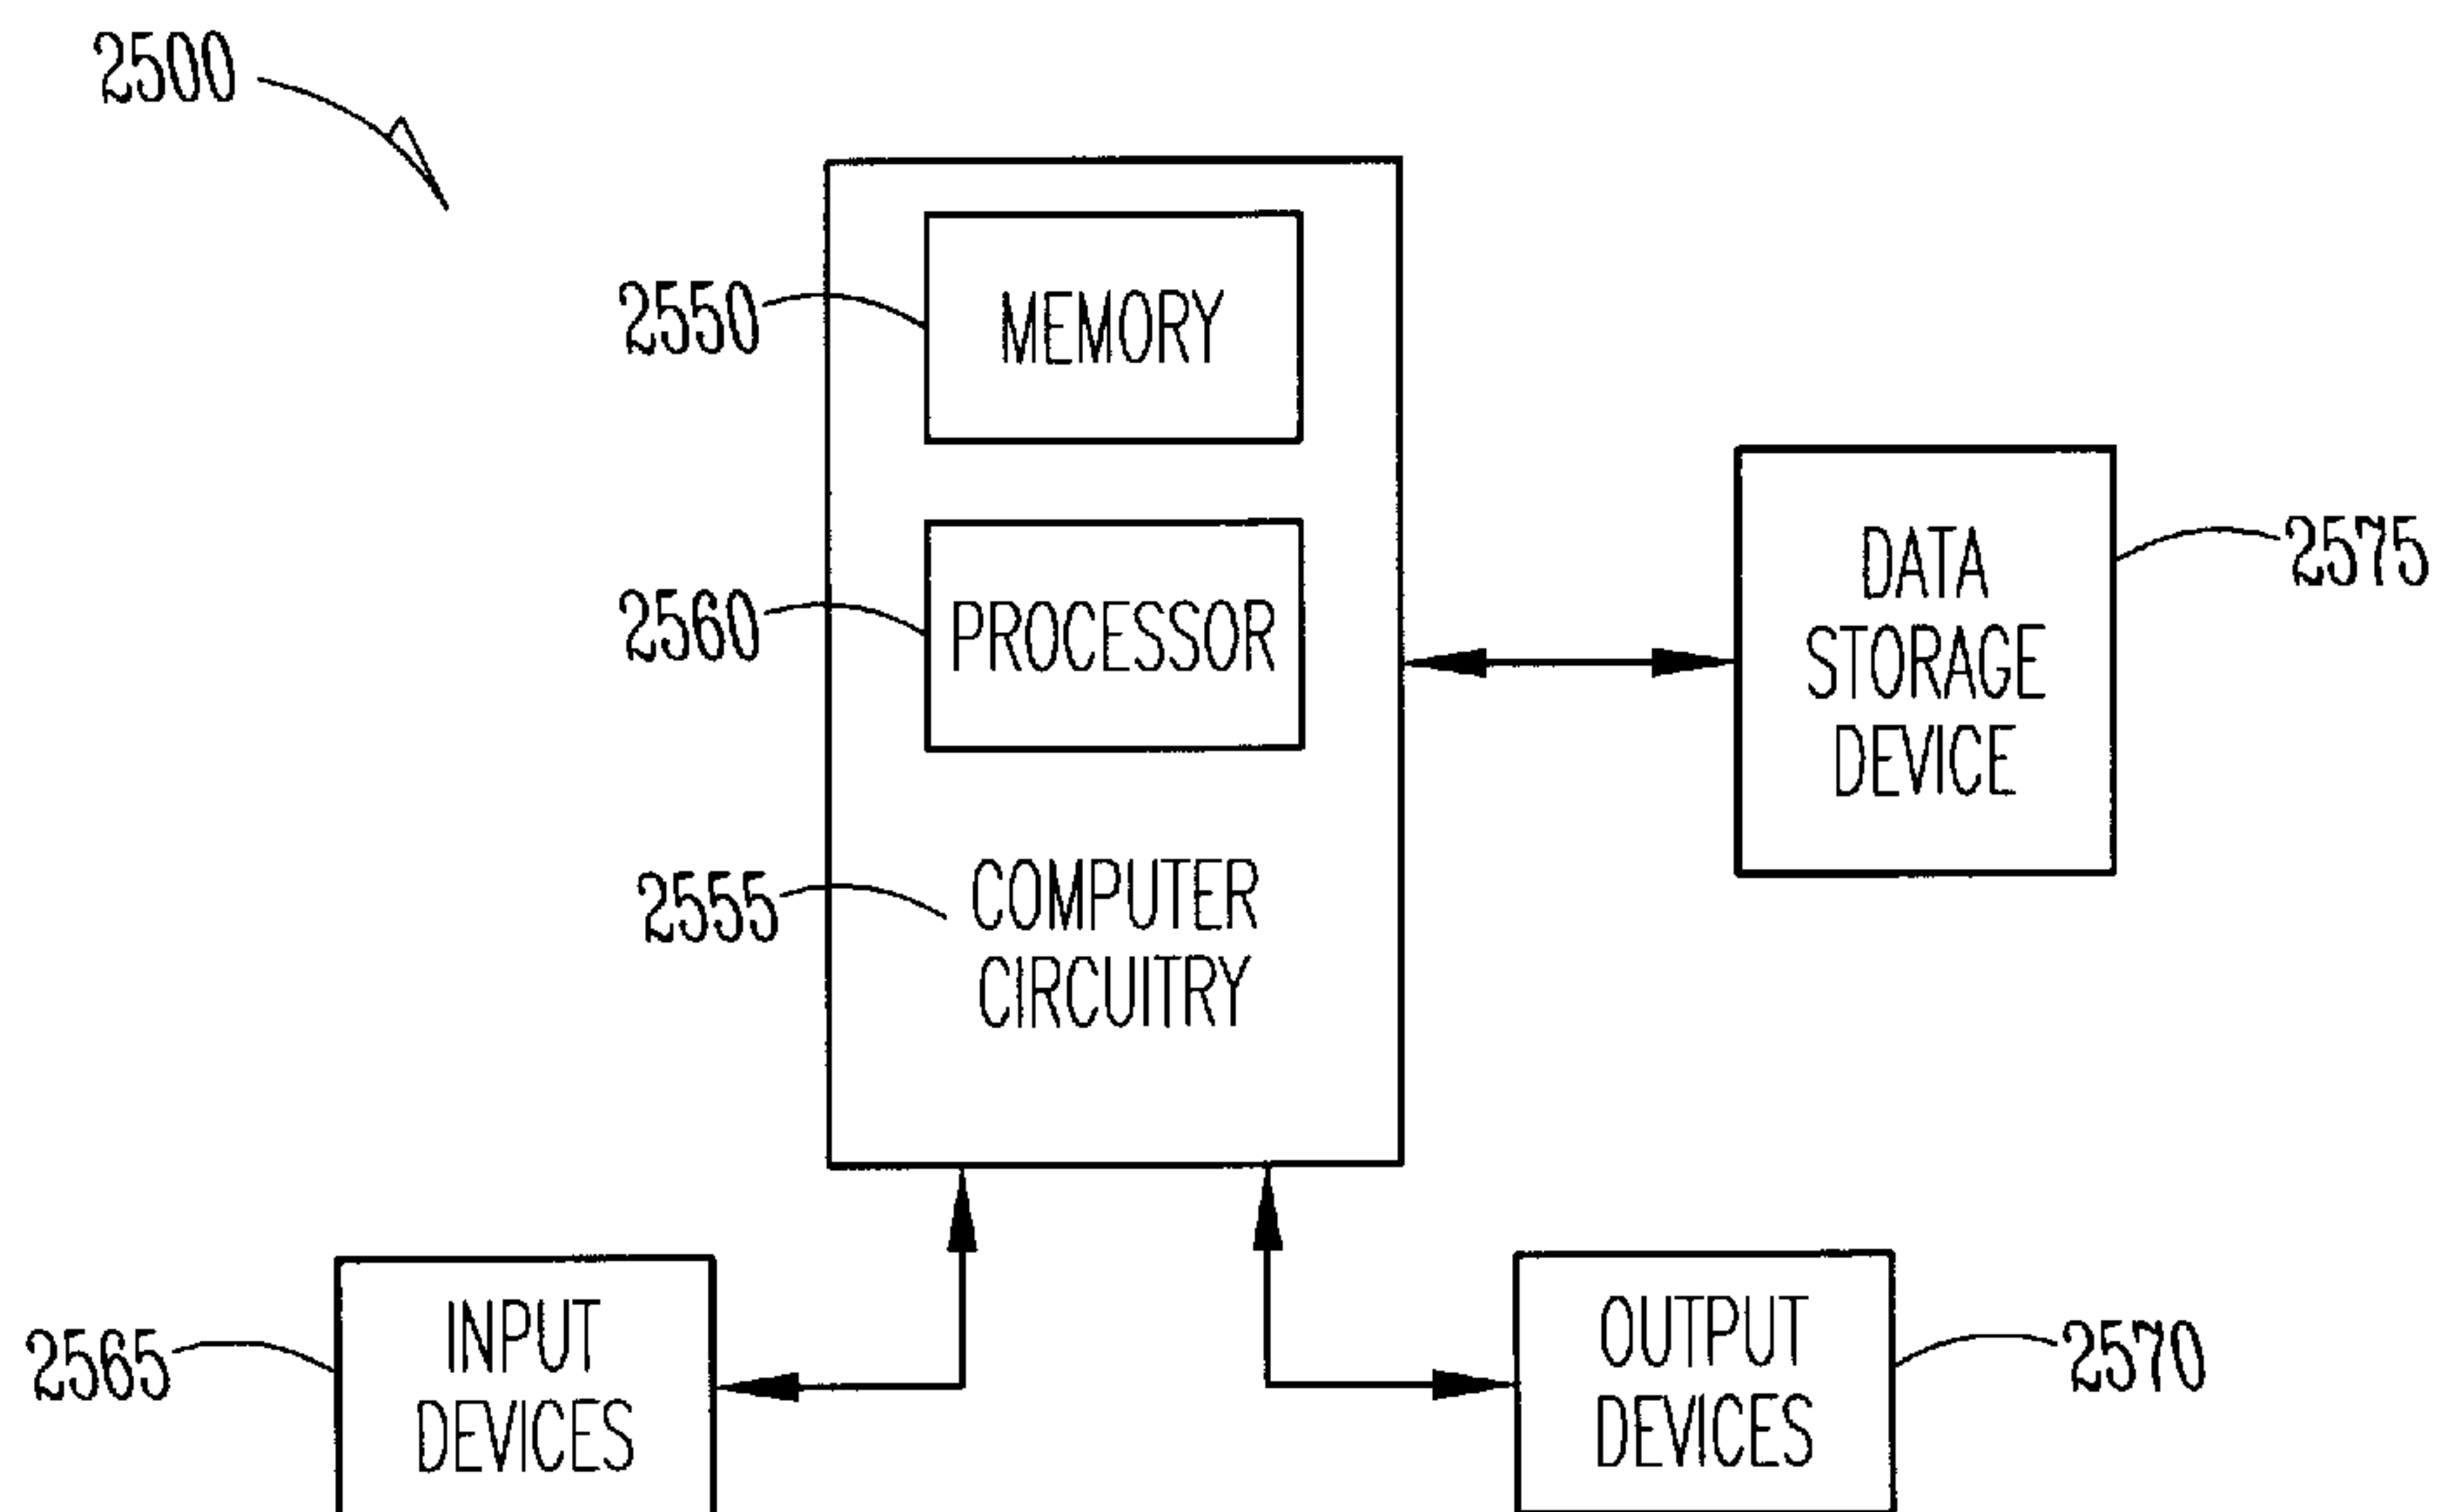 2500
2550
MEMORY
2560
PROCESSOR
2555
COMPUTER
CIRCUITRY
DATA
STORAGE
DEVICE
2575
2565
INPUT
DEVICES
OUTPUT
DEVICES
2570